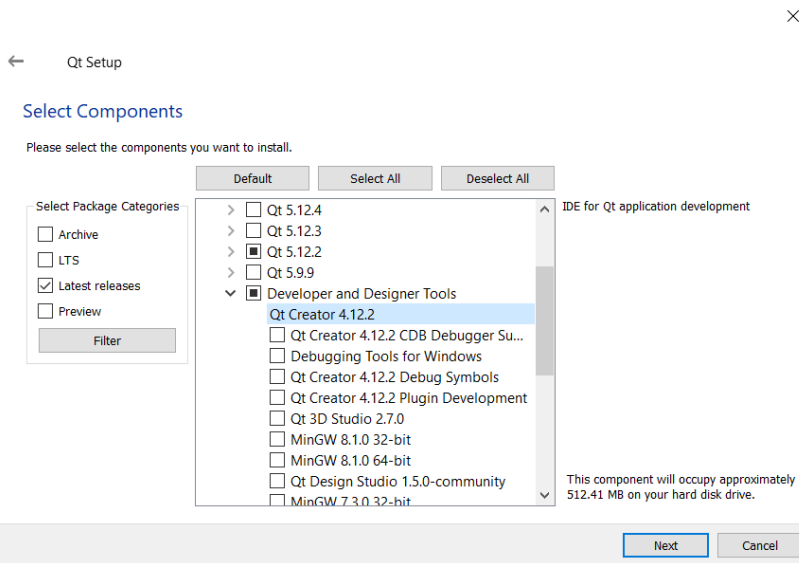 Qt Setup
Select Components
Please select the components you want to install.
Default
Select All
Deselect All
Select Package Categories
Archive
LTS
Latest releases
Preview
Filter
Qt 5.12.4
Qt 5.12.3
Qt 5.12.2
Qt 5.9.9
Developer and Designer Tools
Qt Creator 4.12.2
Qt Creator 4.12.2 CDB Debugger Su...
Debugging Tools for Windows
Qt Creator 4.12.2 Debug Symbols
Qt Creator 4.12.2 Plugin Development
Qt 3D Studio 2.7.0
MinGW 8.1.0 32-bit
MinGW 8.1.0 64-bit
Qt Design Studio 1.5.0-community
MinGW 7.3.0 32-bit
IDE for Qt application development
This component will occupy approximately
512.41 MB on your hard disk drive.
Next
Cancel